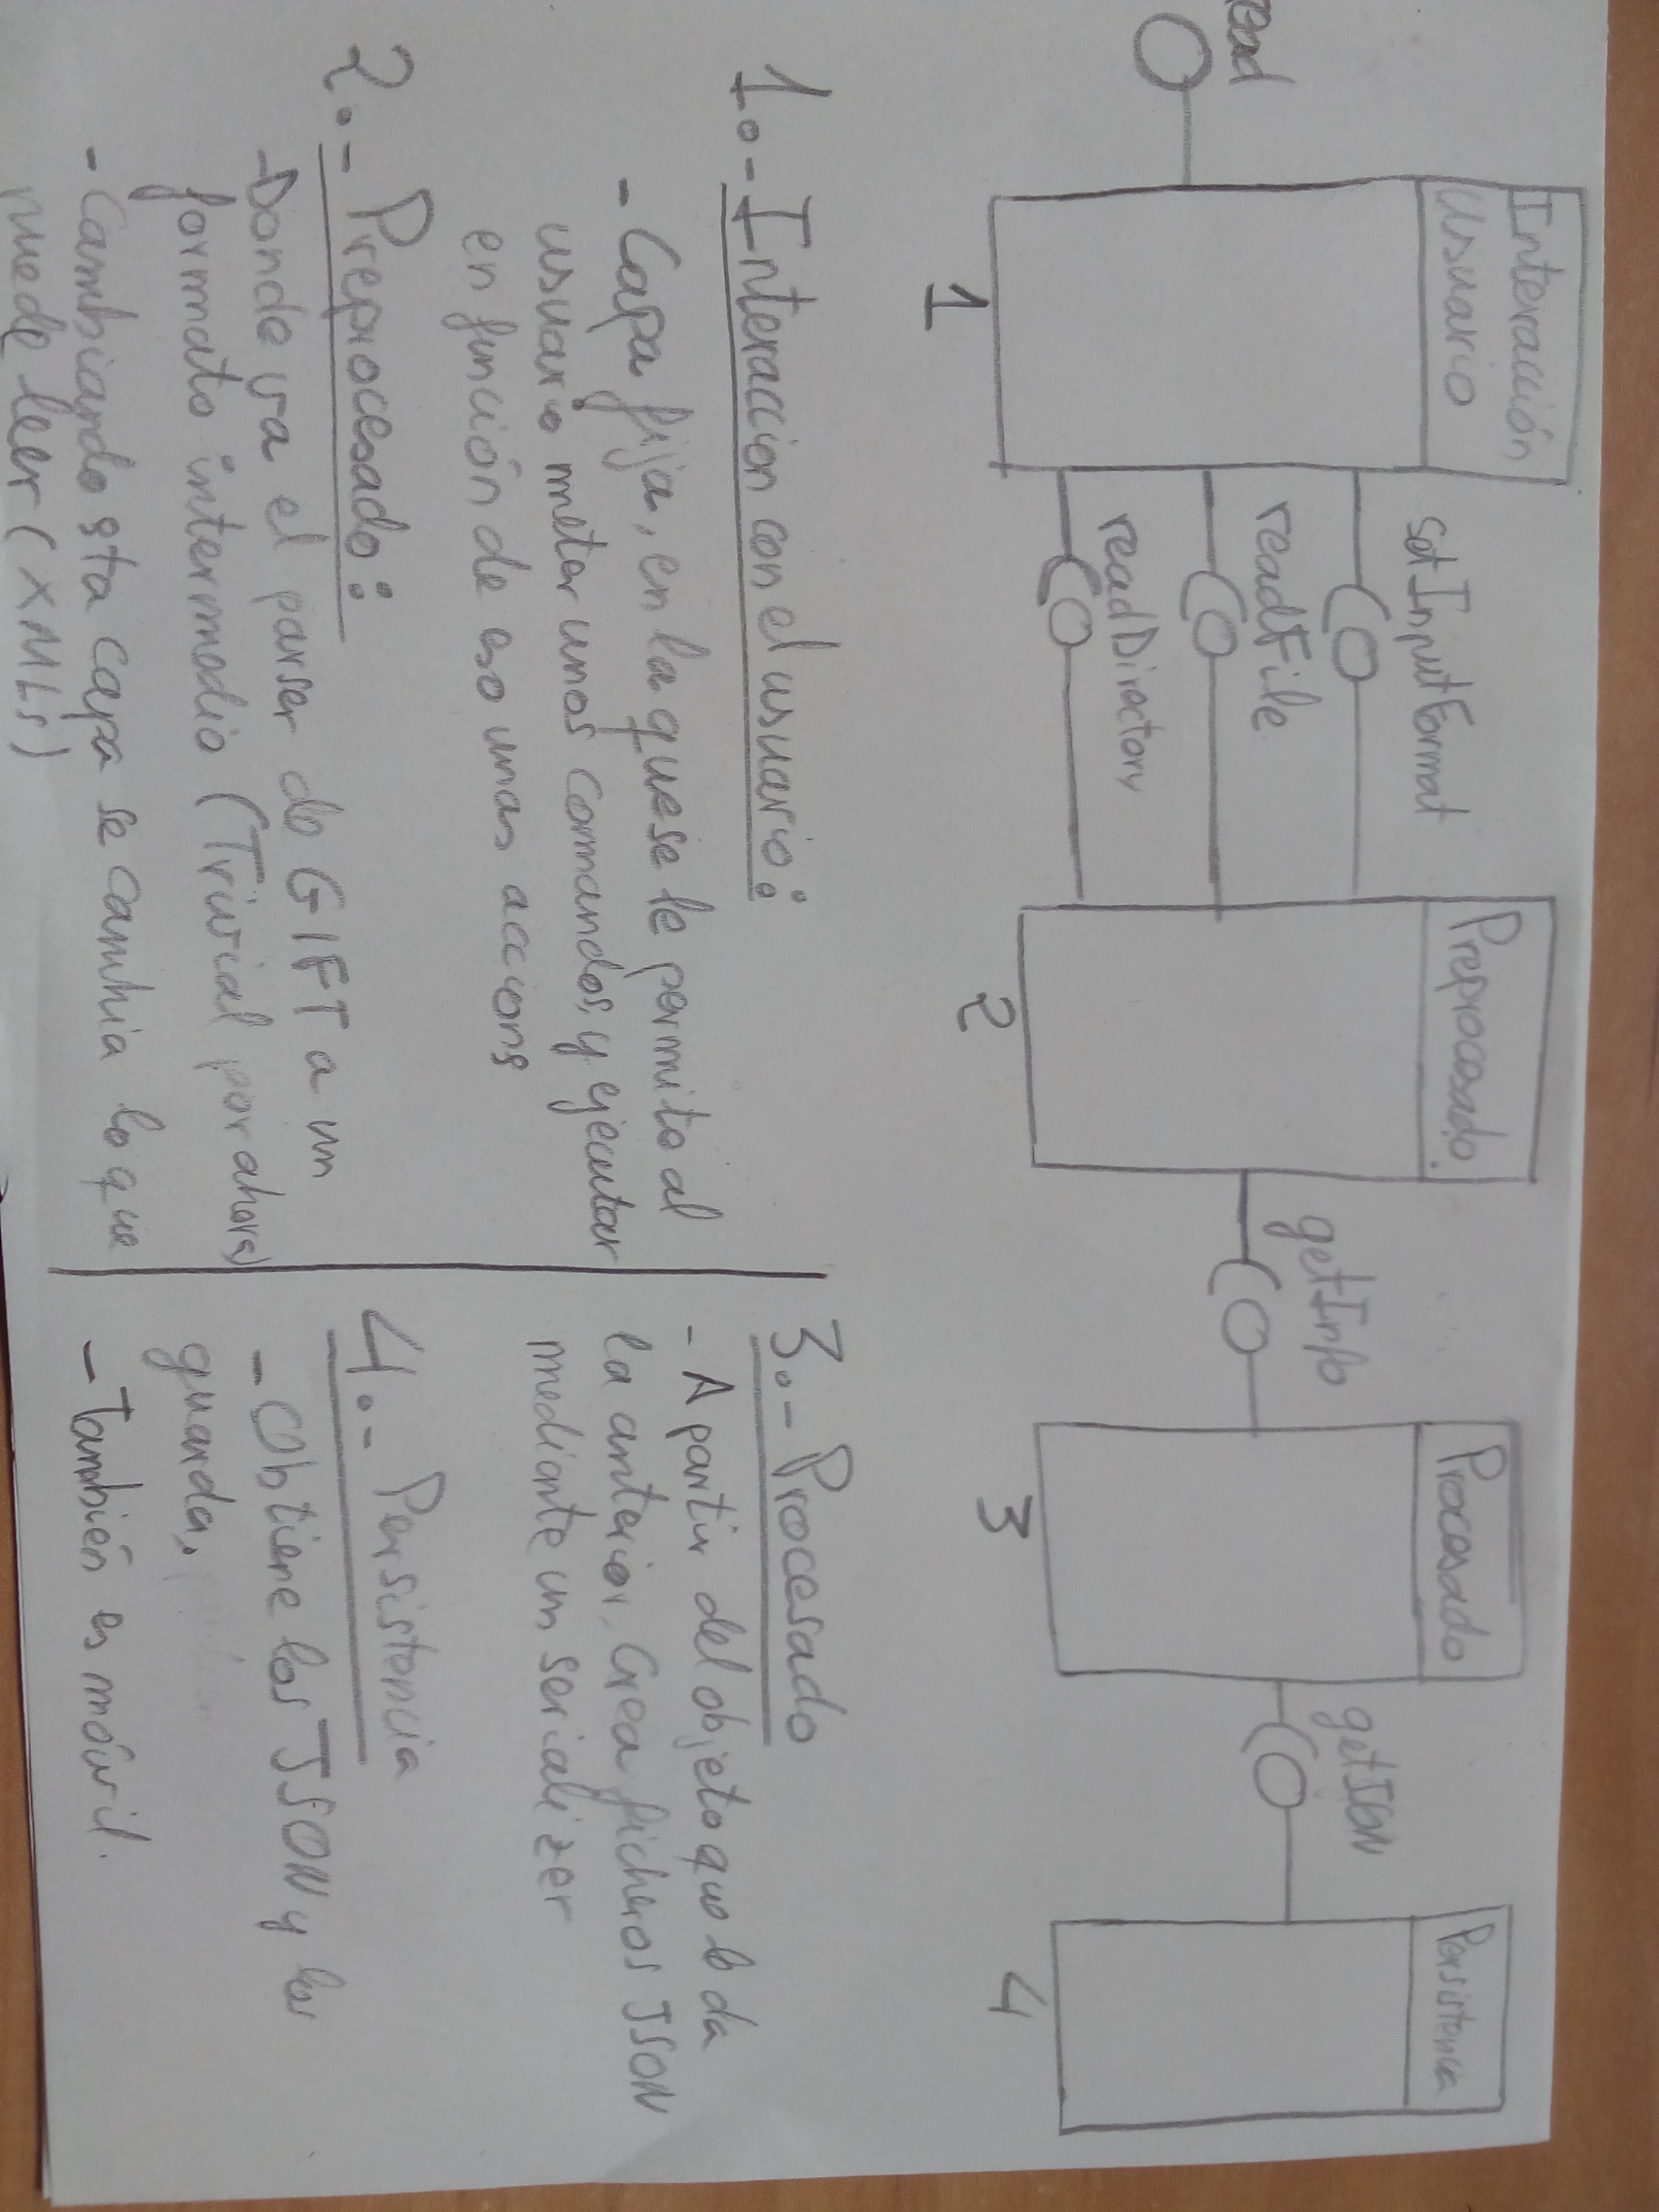 Interacción
Usuario
setInputFormat
readFile
readDirectory
1
Preprocesado
2
getInfo
Procesado
3
getJSON
Persistencia
4
1.- Interaccion con el usuario:
- Capa fija, en la que se le permite al
usuario meter unos comandos, y ejecutar
en función de eso unas accions
2.- Preprocesado:
- Donde va el parser de GIFT a un
formato intermedio (Trivial por ahora)
- Cambiando sta capa se cambia lo que
puede leer (XMLs)
3.- Procesado
- A partir del objeto que le da
la anterior, Crea ficheros JSON
mediante un serializer
4.- Persistencia
- Obtiene los JSON y los
guarda.
- También es móvil.